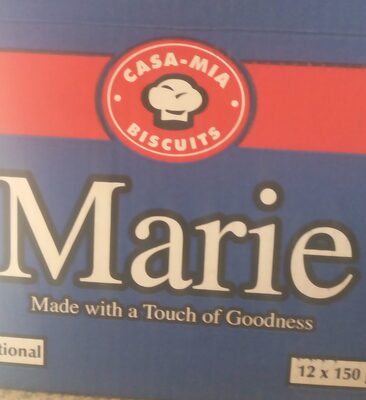 CASA-MIA
BISCUITS
Marie
Made with a Touch of Goodness
tional
12 x 150